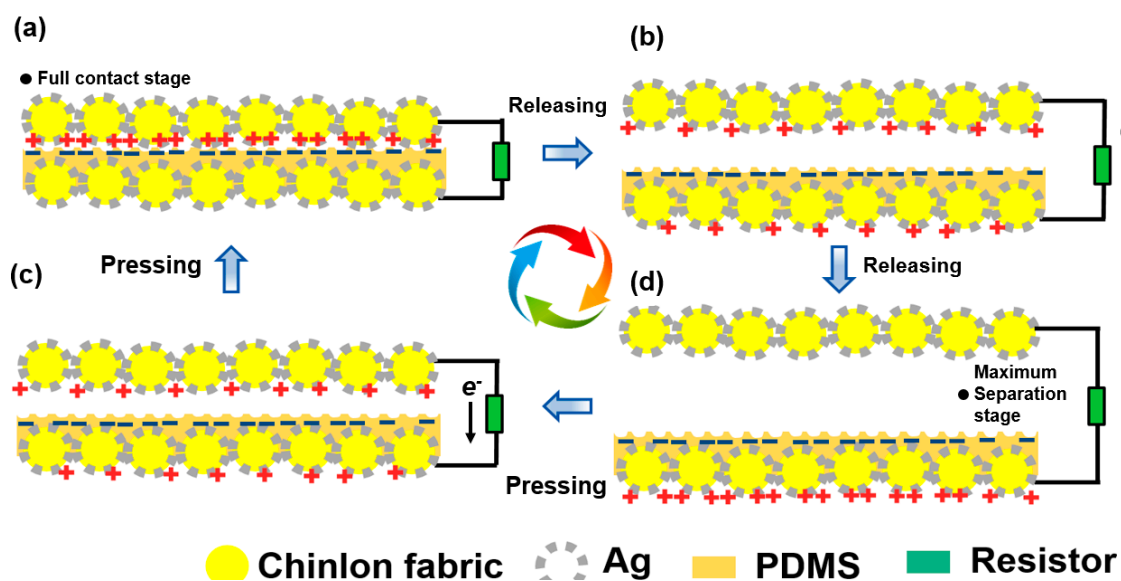 (a)
● Full contact stage
Releasing
(b)
Pressing
(c)
Releasing
(d)
Maximum
● Separation
stage
e⁻
Pressing
Chinlon fabric
Ag
PDMS
Resistor